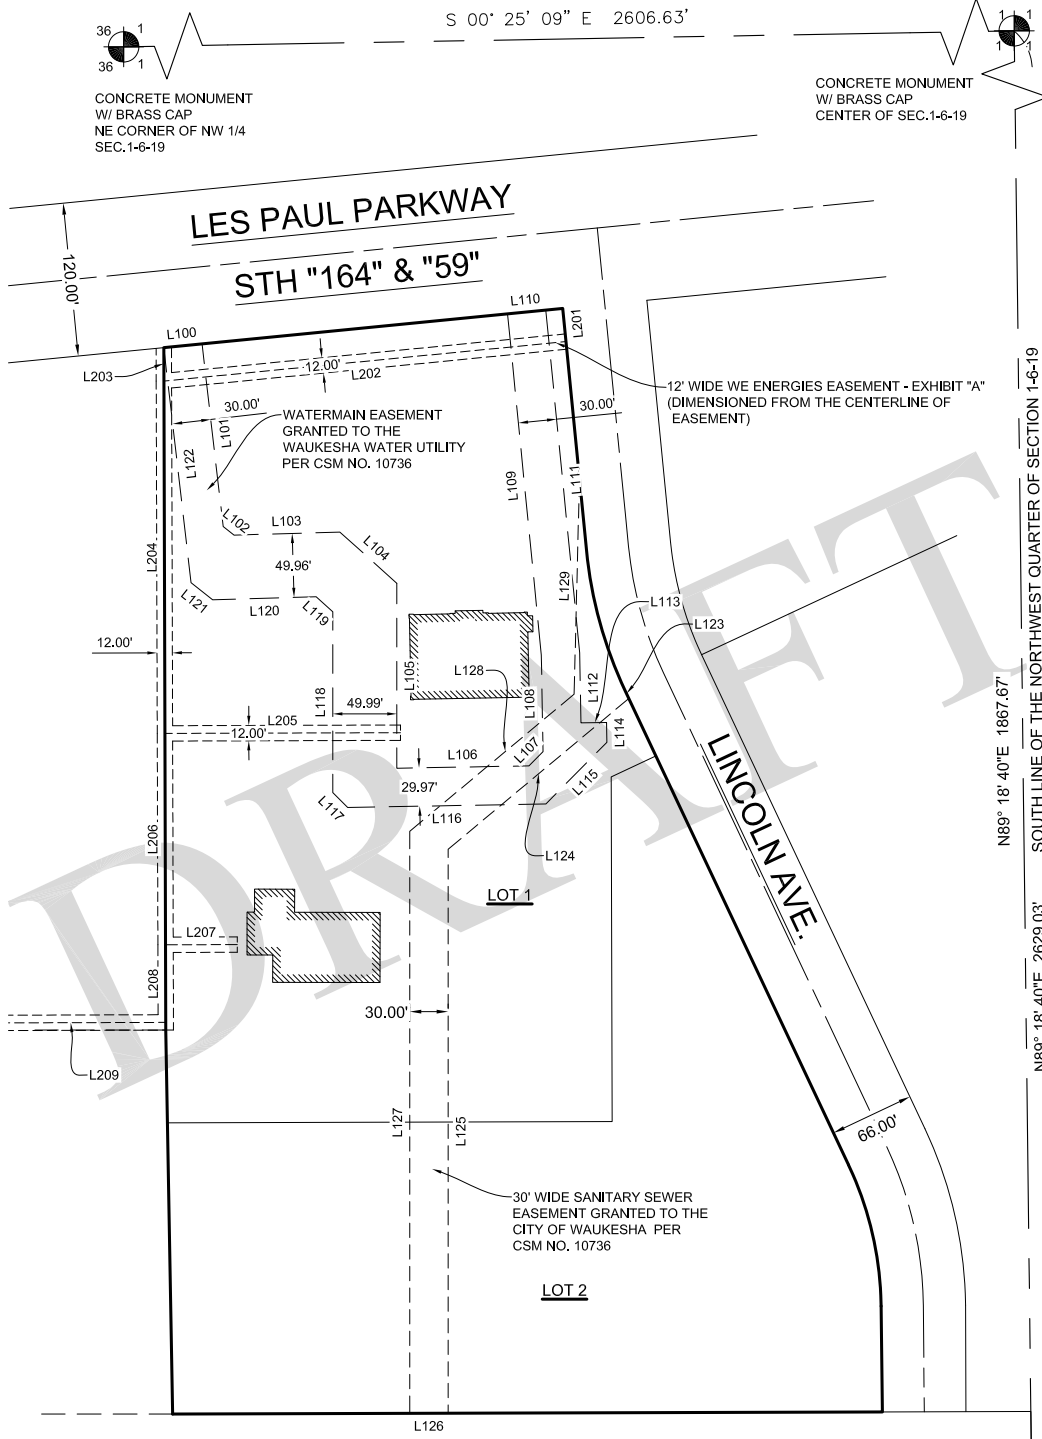 S 00° 25' 09" E 2606.63'
36 1
36 1
1 1
1 1
CONCRETE MONUMENT
W/ BRASS CAP
NE CORNER OF NW 1/4
SEC.1-6-19
CONCRETE MONUMENT
W/ BRASS CAP
CENTER OF SEC.1-6-19
LES PAUL PARKWAY
STH "164" & "59"
120.00'
L100
L110
L201
L203
12.00'
L202
12' WIDE WE ENERGIES EASEMENT - EXHIBIT "A"
(DIMENSIONED FROM THE CENTERLINE OF
EASEMENT)
30.00'
30.00'
WATERMAIN EASEMENT
GRANTED TO THE
WAUKESHA WATER UTILITY
PER CSM NO. 10736
L101
L122
L109
L111
L102
L103
L104
49.96'
L204
L121
L120
L119
L129
L113
L123
12.00'
L128
L105
L118
49.99'
L108
L112
L114
L205
12.00'
L106
L107
29.97'
L115
L117
L116
L206
L124
LOT 1
LINCOLN AVE.
L207
L208
30.00'
L209
L127
L125
66.00'
30' WIDE SANITARY SEWER
EASEMENT GRANTED TO THE
CITY OF WAUKESHA PER
CSM NO. 10736
LOT 2
L126
N89° 18' 40"E 1867.67'
SOUTH LINE OF THE NORTHWEST QUARTER OF SECTION 1-6-19
N89° 18' 40"E 2629.03'
DRAFT